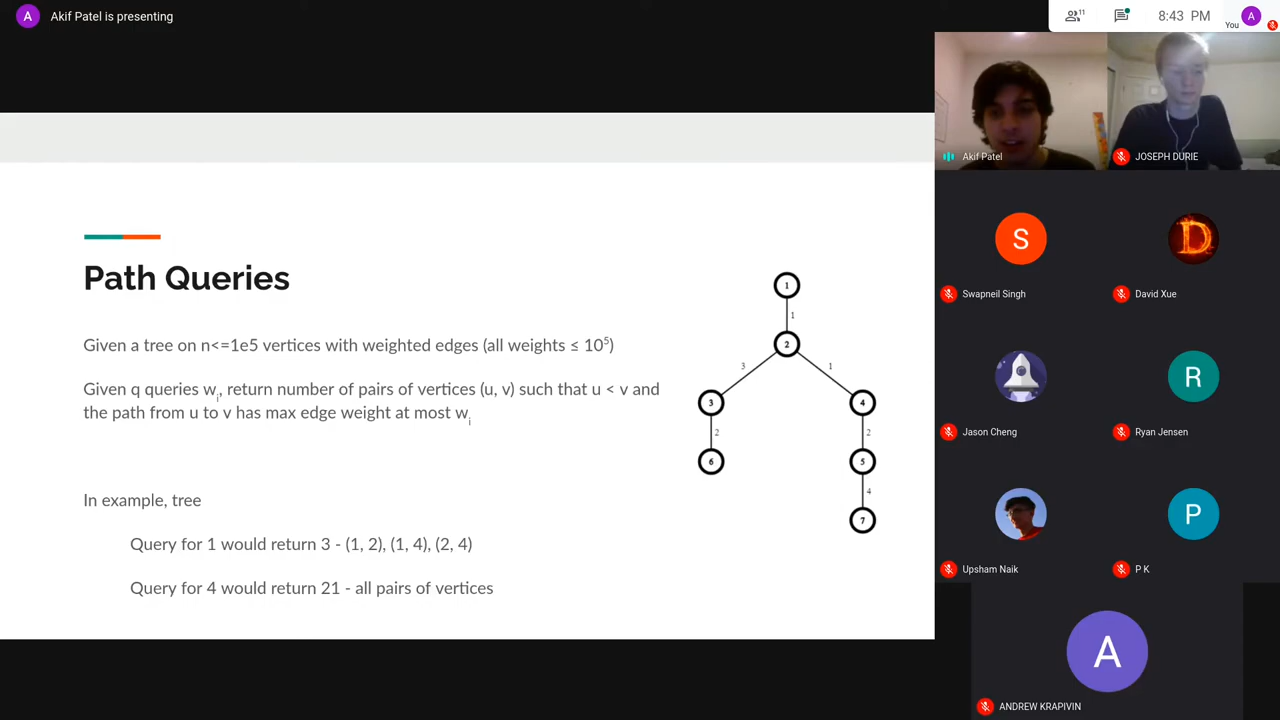 A
Akif Patel is presenting
11
8:43 PM
You
A
Path Queries
Given a tree on n<=1e5 vertices with weighted edges (all weights ≤ 10⁵)
Given q queries wᵢ, return number of pairs of vertices (u, v) such that u < v and
the path from u to v has max edge weight at most wᵢ
In example, tree
Query for 1 would return 3 - (1, 2), (1, 4), (2, 4)
Query for 4 would return 21 - all pairs of vertices
1
1
2
3
1
3
4
2
2
6
5
4
7
Akif Patel
JOSEPH DURIE
S
D
Swapneil Singh
David Xue
R
Jason Cheng
Ryan Jensen
P
Upsham Naik
P K
A
ANDREW KRAPIVIN